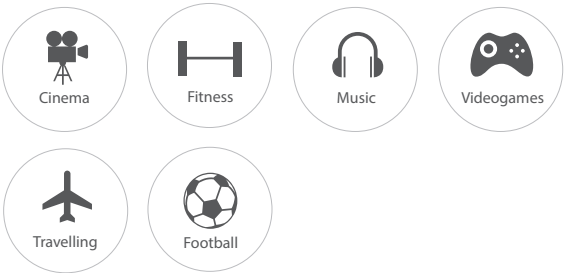 Cinema
Fitness
Music
Videogames
Travelling
Football